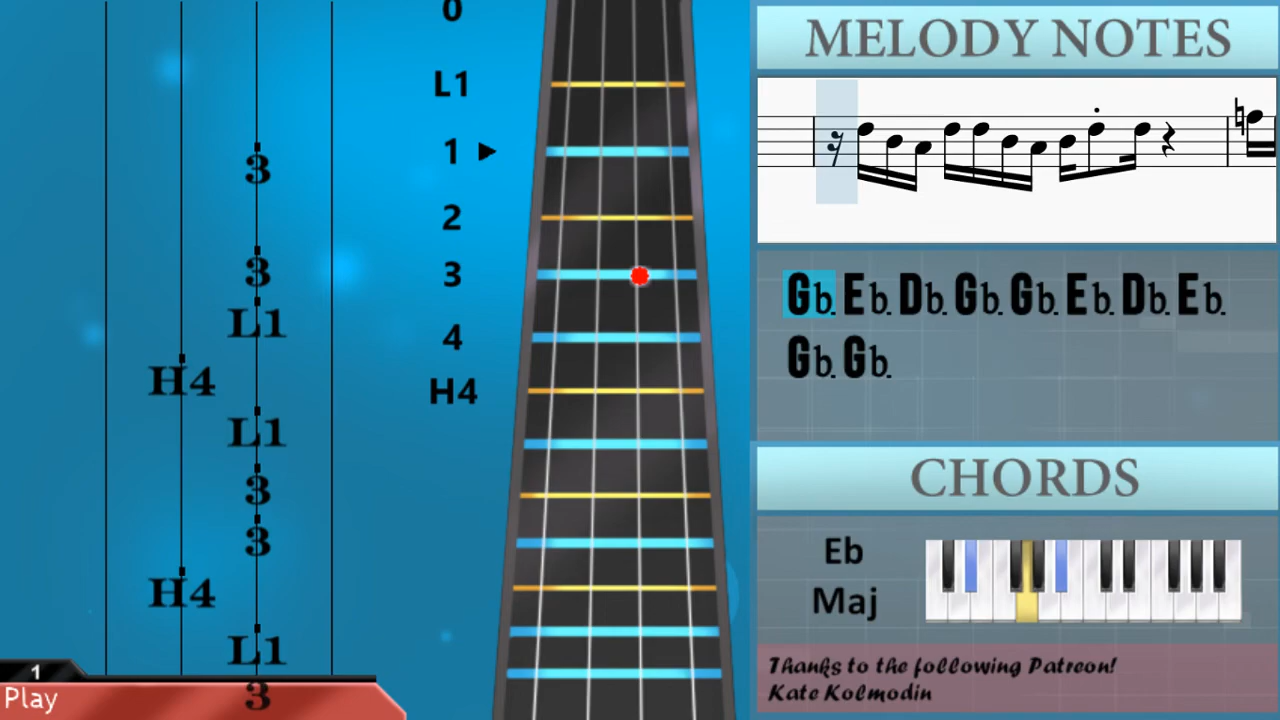 0
L1
1
2
3
4
H4
3
3
L1
H4
L1
3
3
H4
L1
3
1
Play
MELODY NOTES
Gb. Eb. Db. Gb. Gb. Eb. Db. Eb.
Gb. Gb.
CHORDS
Eb
Maj
Thanks to the following Patreon!
Kate Kolmodin